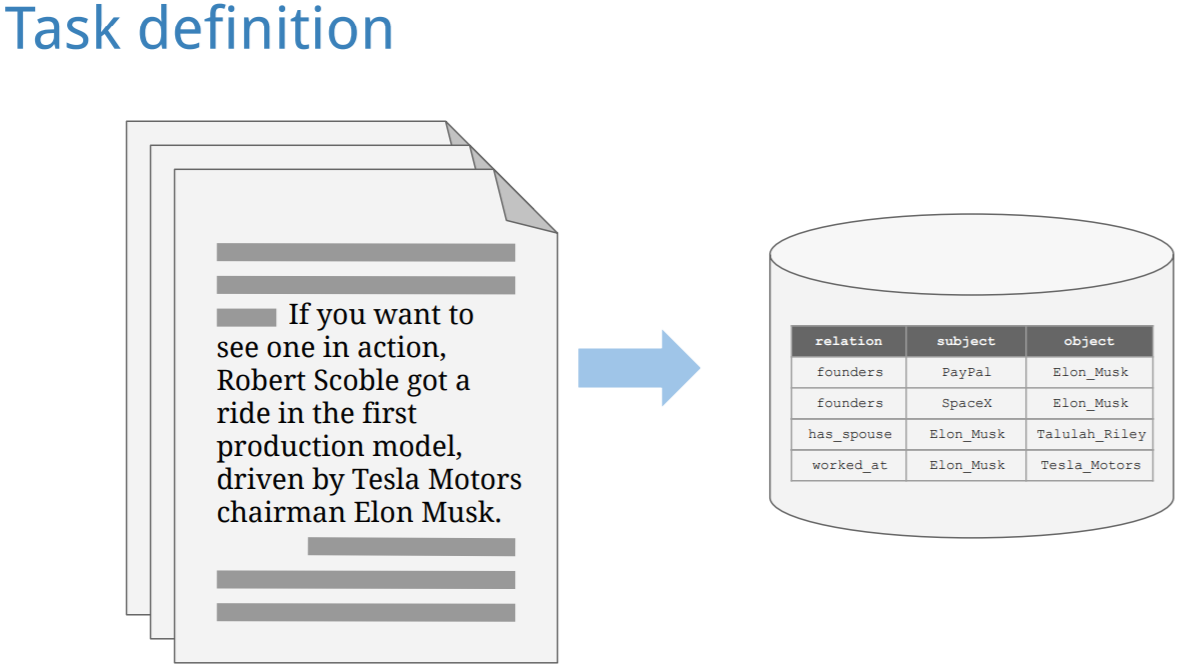 Task definition
If you want to
see one in action,
Robert Scoble got a
ride in the first
production model,
driven by Tesla Motors
chairman Elon Musk.
relation subject object
founders PayPal Elon_Musk
founders SpaceX Elon_Musk
has_spouse Elon_Musk Talulah_Riley
worked_at Elon_Musk Tesla_Motors